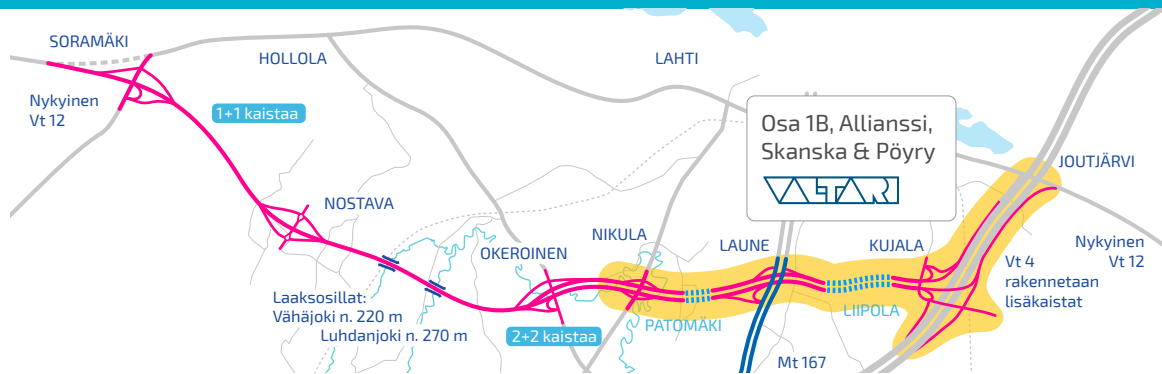 SORAMÄKI
HOLLOLA
LAHTI
Nykyinen
Vt 12
1+1 kaistaa
Osa 1B, Allianssi,
Skanska & Pöyry
VALTARI
JOUTJÄRVI
NOSTAVA
NIKULA
LAUNE
KUJALA
OKEROINEN
Nykyinen
Vt 12
Vt 4
rakennetaan
lisäkaistat
Laaksosillat:
Vähäjoki n. 220 m
Luhdanjoki n. 270 m
2+2 kaistaa
PATOMÄKI
LIIPOLA
Mt 167